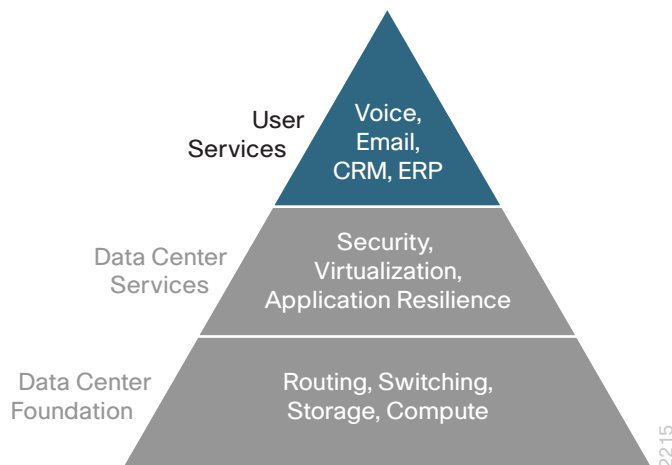 User
Services
Voice,
Email,
CRM, ERP
Data Center
Services
Security,
Virtualization,
Application Resilience
Data Center
Foundation
Routing, Switching,
Storage, Compute
2215